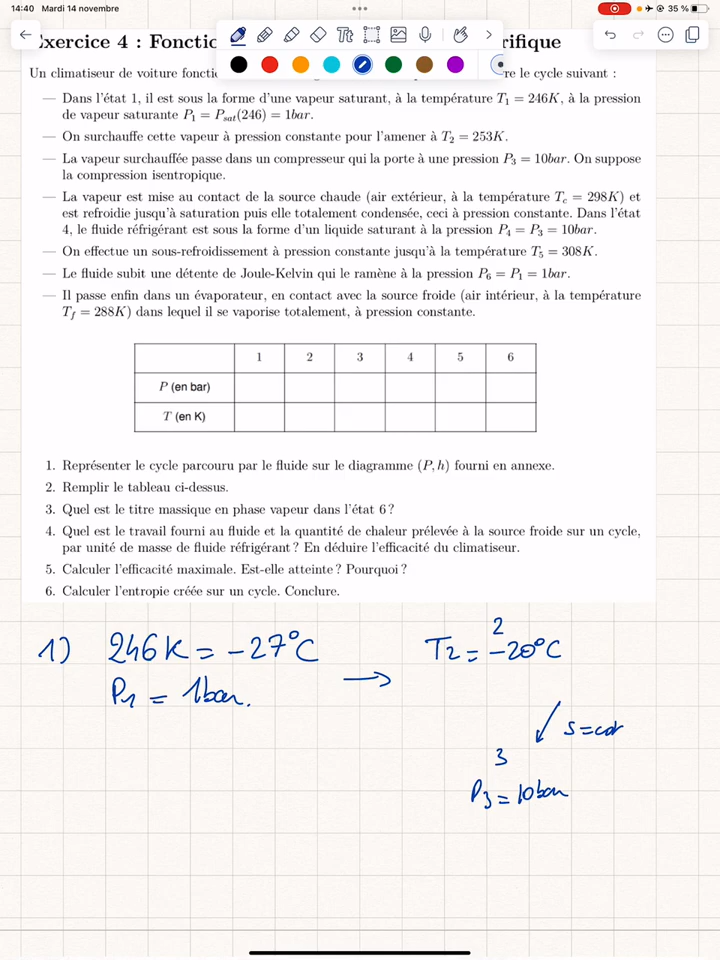 14:40 Mardi 14 novembre
35 %
Exercice 4 : Fonctio
rifique
Un climatiseur de voiture foncti
re le cycle suivant :
— Dans l'état 1, il est sous la forme d'une vapeur saturant, à la température T₁ = 246K, à la pression
de vapeur saturante P₁ = Pₛₐₜ(246) = 1bar.
— On surchauffe cette vapeur à pression constante pour l'amener à T₂ = 253K.
— La vapeur surchauffée passe dans un compresseur qui la porte à une pression P₃ = 10bar. On suppose
la compression isentropique.
— La vapeur est mise au contact de la source chaude (air extérieur, à la température T_c = 298K) et
est refroidie jusqu'à saturation puis elle totalement condensée, ceci à pression constante. Dans l'état
4, le fluide réfrigérant est sous la forme d'un liquide saturant à la pression P₄ = P₃ = 10bar.
— On effectue un sous-refroidissement à pression constante jusqu'à la température T₅ = 308K.
— Le fluide subit une détente de Joule-Kelvin qui le ramène à la pression P₆ = P₁ = 1bar.
— Il passe enfin dans un évaporateur, en contact avec la source froide (air intérieur, à la température
T_f = 288K) dans lequel il se vaporise totalement, à pression constante.
1 2 3 4 5 6
P (en bar)
T (en K)
1. Représenter le cycle parcouru par le fluide sur le diagramme (P, h) fourni en annexe.
2. Remplir le tableau ci-dessus.
3. Quel est le titre massique en phase vapeur dans l'état 6 ?
4. Quel est le travail fourni au fluide et la quantité de chaleur prélevée à la source froide sur un cycle,
par unité de masse de fluide réfrigérant ? En déduire l'efficacité du climatiseur.
5. Calculer l'efficacité maximale. Est-elle atteinte ? Pourquoi ?
6. Calculer l'entropie créée sur un cycle. Conclure.
2
1) 246K = -27°C → T2 = -20°C
P1 = 1bar.
s=cdr
3
P3 = 10bar